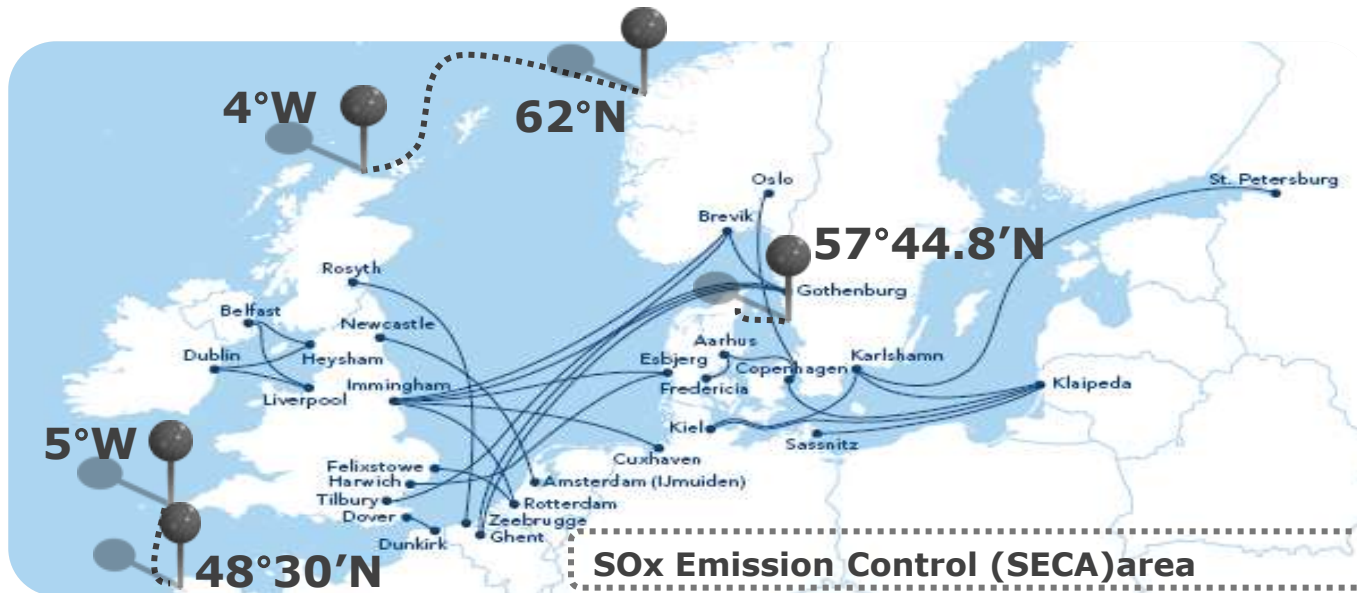 62°N
4°W
Oslo
St. Petersburg
Brevik
57°44.8’N
Rosyth
Gothenburg
Belfast
Newcastle
Aarhus
Dublin
Heysham
Esbjerg
Karlshamn
Copenhagen
Immingham
Fredericia
Klaipeda
Liverpool
5°W
Kiel
Sassnitz
Cuxhaven
Felixstowe
Harwich
Amsterdam (IJmuiden)
Tilbury
Rotterdam
Dover
Zeebrugge
Dunkirk
Ghent
SOx Emission Control (SECA)area
48°30’N